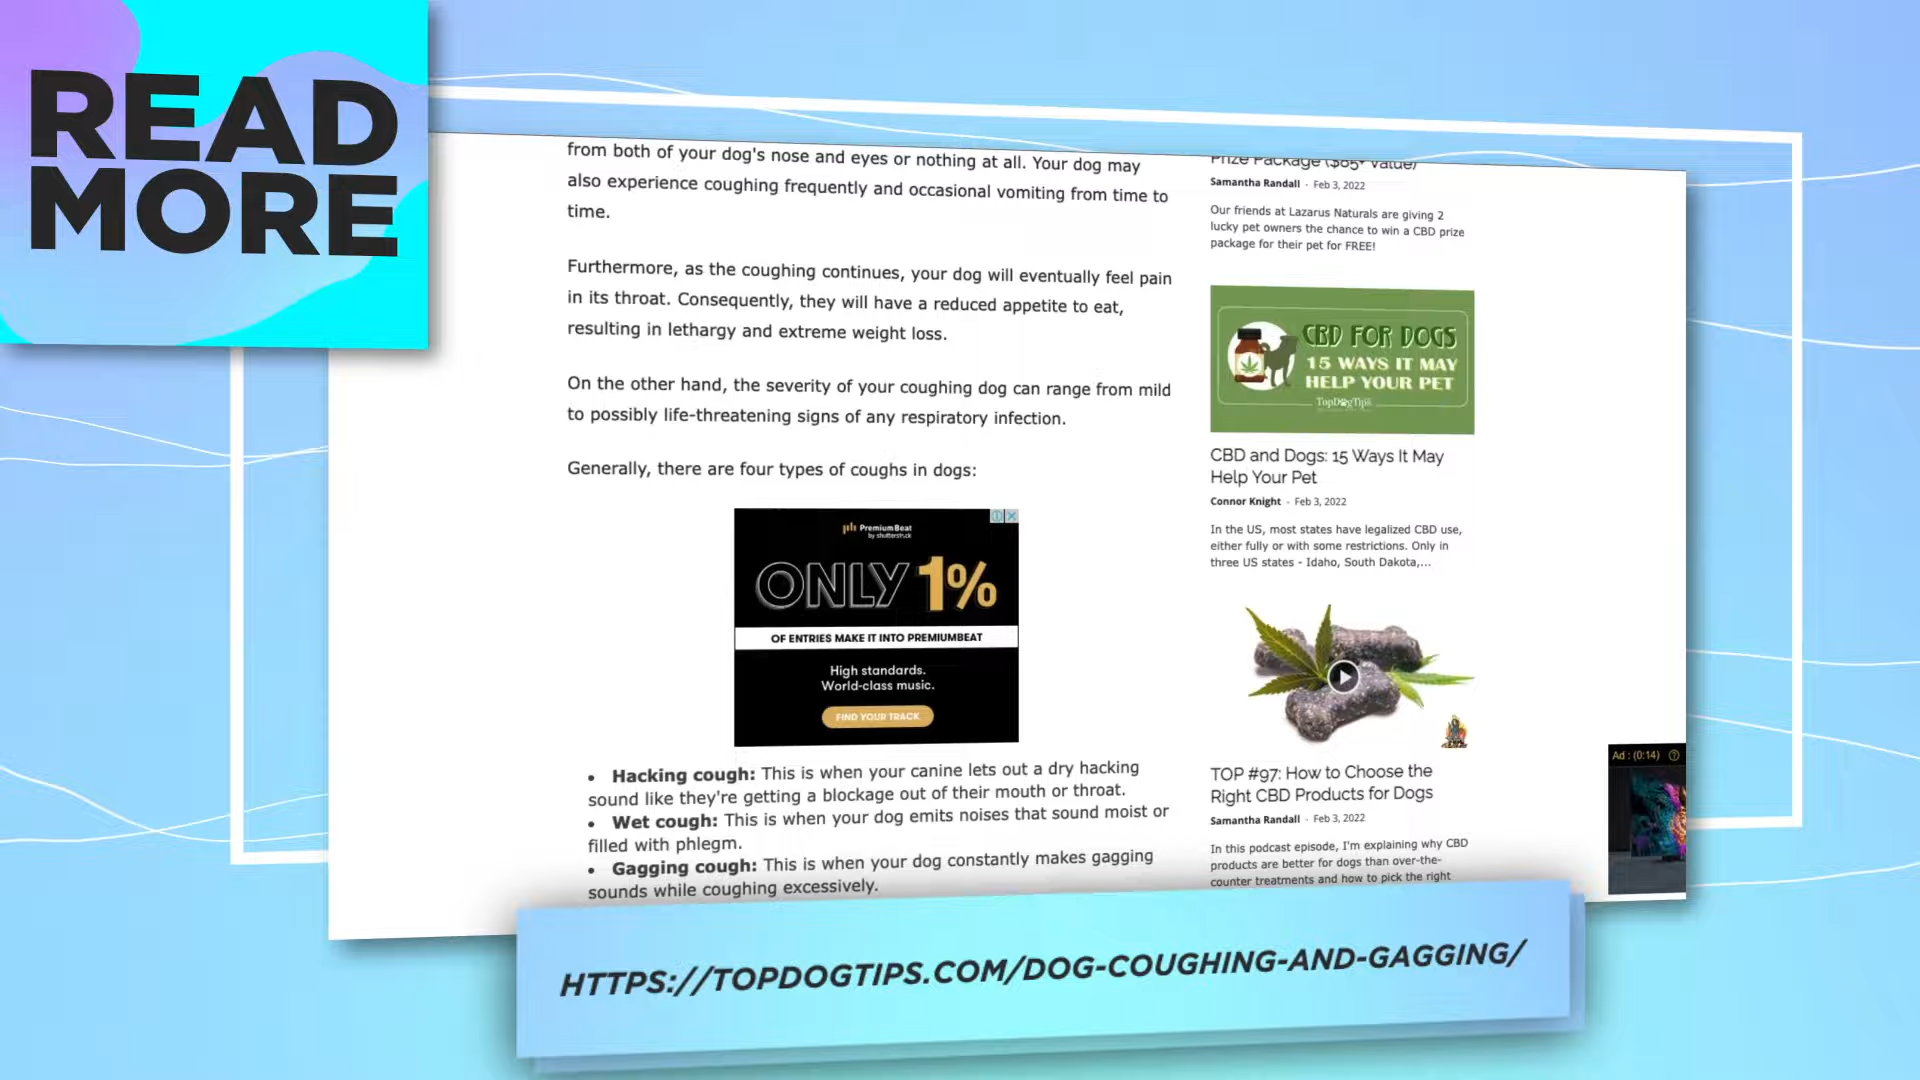 READ
MORE
from both of your dog's nose and eyes or nothing at all. Your dog may
also experience coughing frequently and occasional vomiting from time to
time.
Furthermore, as the coughing continues, your dog will eventually feel pain
in its throat. Consequently, they will have a reduced appetite to eat,
resulting in lethargy and extreme weight loss.
On the other hand, the severity of your coughing dog can range from mild
to possibly life-threatening signs of any respiratory infection.
Generally, there are four types of coughs in dogs:
PremiumBeat
by shutterstock
ONLY 1%
OF ENTRIES MAKE IT INTO PREMIUMBEAT
High standards.
World-class music.
FIND YOUR TRACK
• Hacking cough: This is when your canine lets out a dry hacking
sound like they're getting a blockage out of their mouth or throat.
• Wet cough: This is when your dog emits noises that sound moist or
filled with phlegm.
• Gagging cough: This is when your dog constantly makes gagging
sounds while coughing excessively.
Prize Package ($85+ Value)
Samantha Randall - Feb 3, 2022
Our friends at Lazarus Naturals are giving 2
lucky pet owners the chance to win a CBD prize
package for their pet for FREE!
CBD FOR DOGS
15 WAYS IT MAY
HELP YOUR PET
TopDogTips
CBD and Dogs: 15 Ways It May
Help Your Pet
Connor Knight - Feb 3, 2022
In the US, most states have legalized CBD use,
either fully or with some restrictions. Only in
three US states - Idaho, South Dakota,...
TOP #97: How to Choose the
Right CBD Products for Dogs
Samantha Randall - Feb 3, 2022
In this podcast episode, I'm explaining why CBD
products are better for dogs than over-the-
counter treatments and how to pick the right
Ad : (0:14)
HTTPS://TOPDOGTIPS.COM/DOG-COUGHING-AND-GAGGING/